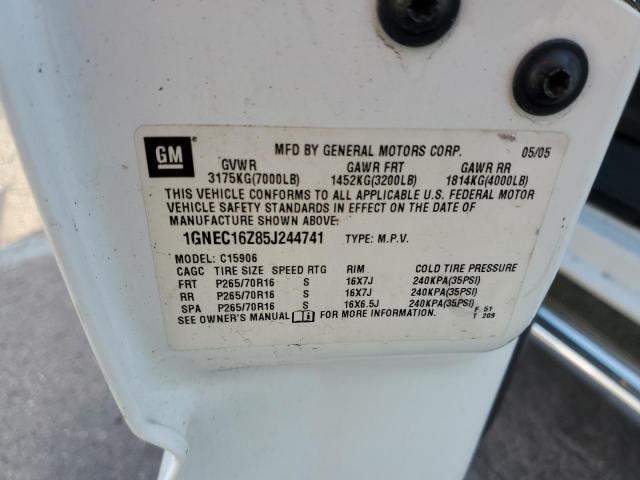 GM
MFD BY GENERAL MOTORS CORP. 05/05
GVWR GAWR FRT GAWR RR
3175KG(7000LB) 1452KG(3200LB) 1814KG(4000LB)
THIS VEHICLE CONFORMS TO ALL APPLICABLE U.S. FEDERAL MOTOR
VEHICLE SAFETY STANDARDS IN EFFECT ON THE DATE OF
MANUFACTURE SHOWN ABOVE:
1GNEC16Z85J244741 TYPE: M.P.V.
MODEL: C15906
CAGC TIRE SIZE SPEED RTG RIM COLD TIRE PRESSURE
FRT P265/70R16 S 16X7J 240KPA(35PSI)
RR P265/70R16 S 16X7J 240KPA(35PSI)
SPA P265/70R16 S 16X6.5J 240KPA(35PSI)
SEE OWNER'S MANUAL FOR MORE INFORMATION.
F 51
T 209